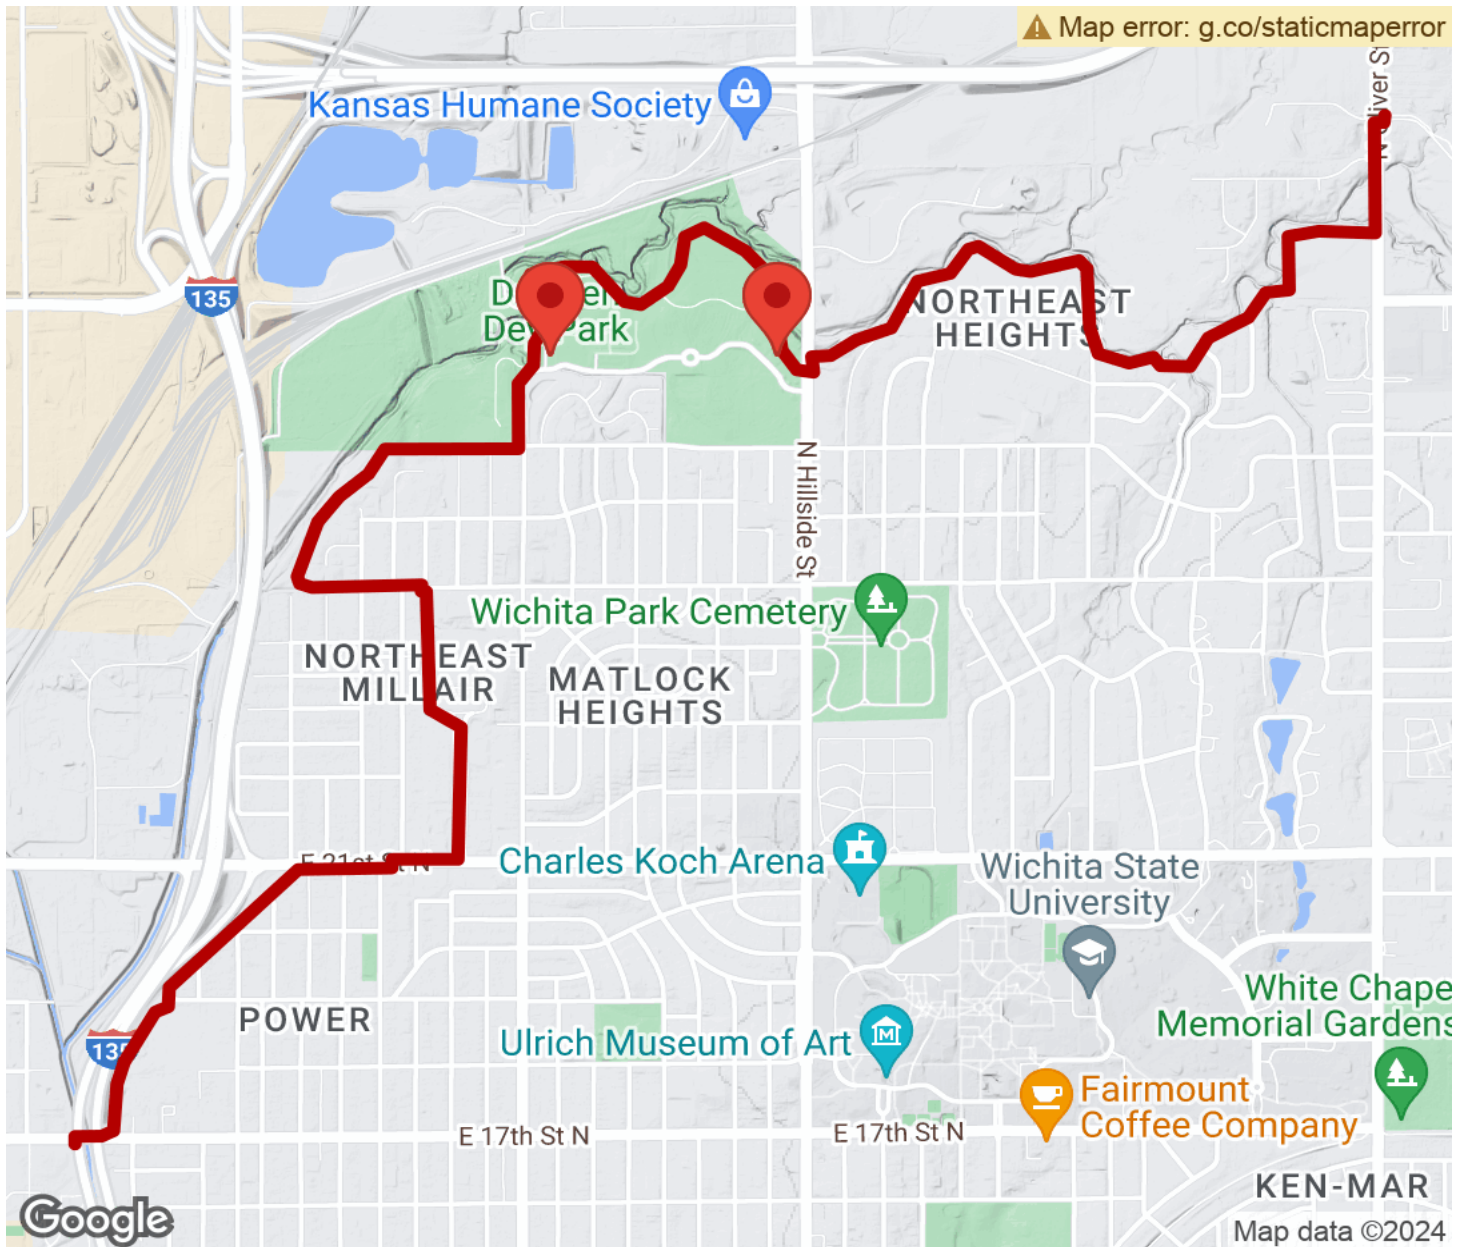 Map error: g.co/staticmaperror
Kansas Humane Society
135
Park
NORTHEAST
HEIGHTS
N Hillside St
Wichita Park Cemetery
NORTHEAST
MILLAIR
MATLOCK
HEIGHTS
Charles Koch Arena
Wichita State
University
POWER
135
Ulrich Museum of Art
White Chape
Memorial Gardens
Fairmount
Coffee Company
E 17th St N
E 17th St N
KEN-MAR
Google
Map data ©2024